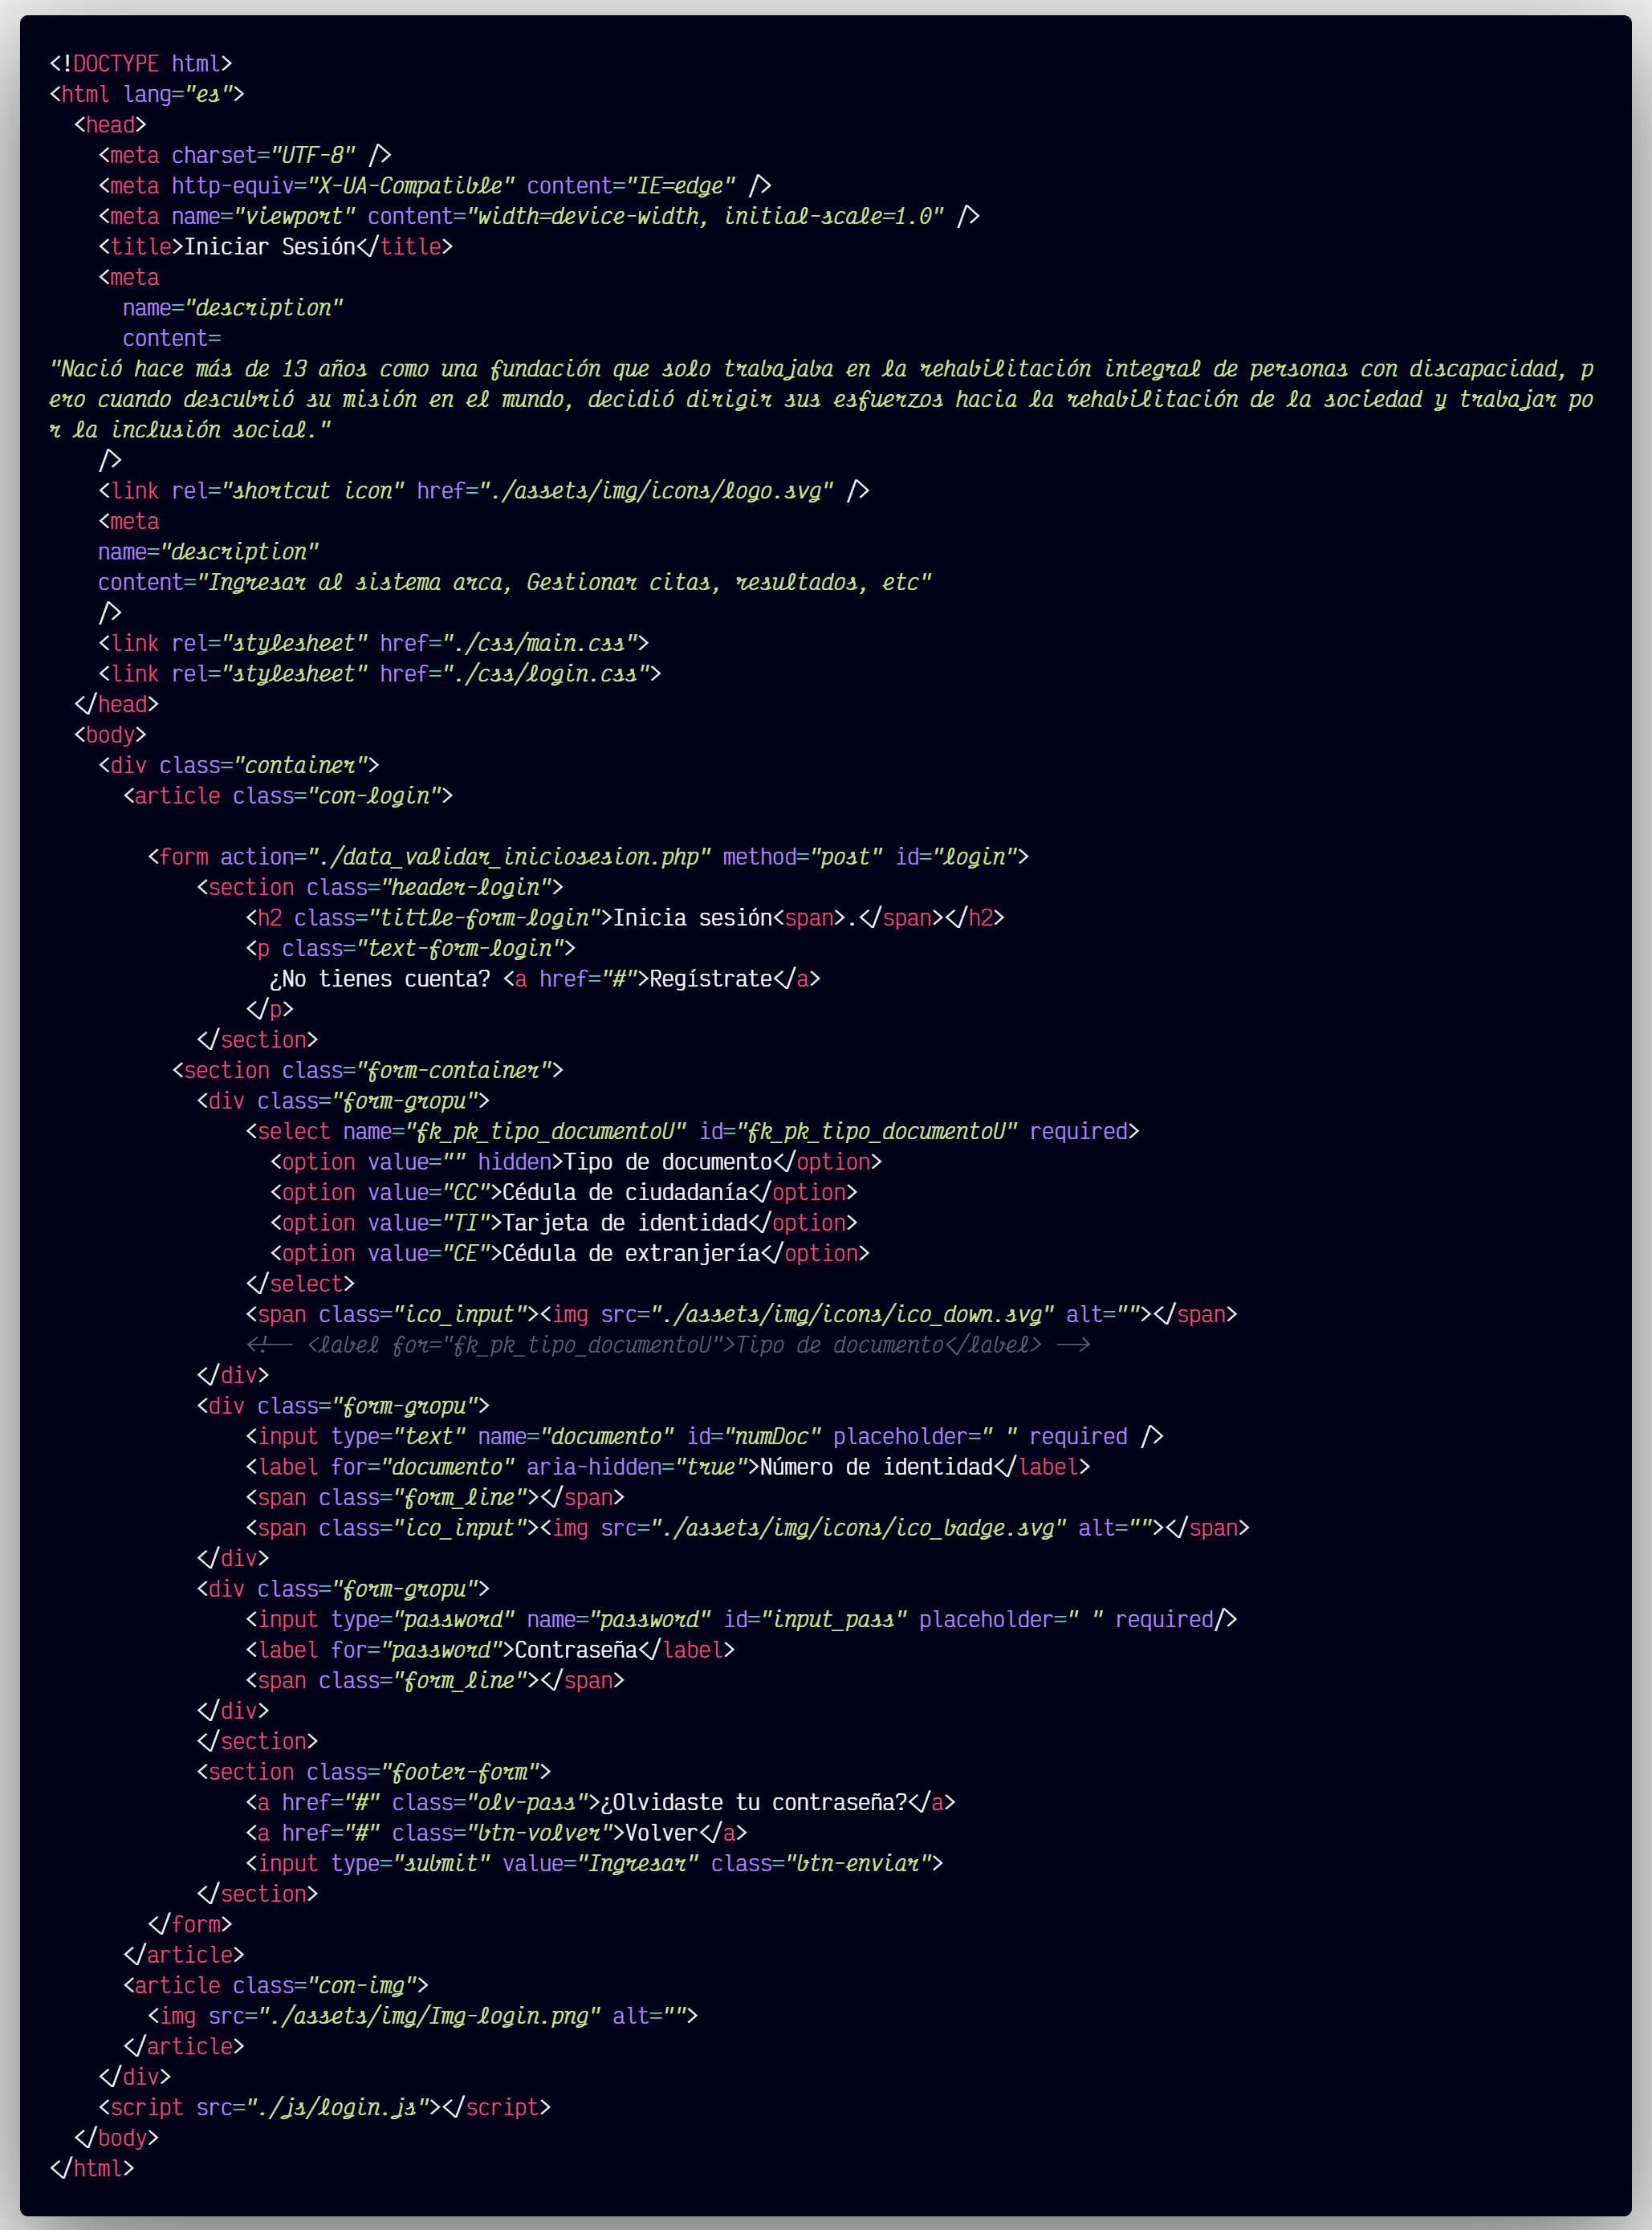 <!DOCTYPE html>
<html lang="es">
  <head>
    <meta charset="UTF-8" />
    <meta http-equiv="X-UA-Compatible" content="IE=edge" />
    <meta name="viewport" content="width=device-width, initial-scale=1.0" />
    <title>Iniciar Sesión</title>
    <meta
      name="description"
      content=
"Nació hace más de 13 años como una fundación que solo trabajaba en la rehabilitación integral de personas con discapacidad, p
ero cuando descubrió su misión en el mundo, decidió dirigir sus esfuerzos hacia la rehabilitación de la sociedad y trabajar po
r la inclusión social."
    />
    <link rel="shortcut icon" href="./assets/img/icons/logo.svg" />
    <meta
    name="description"
    content="Ingresar al sistema arca, Gestionar citas, resultados, etc"
    />
    <link rel="stylesheet" href="./css/main.css">
    <link rel="stylesheet" href="./css/login.css">
  </head>
  <body>
    <div class="container">
      <article class="con-login">

        <form action="./data_validar_iniciosesion.php" method="post" id="login">
            <section class="header-login">
                <h2 class="tittle-form-login">Inicia sesión<span>.</span></h2>
                <p class="text-form-login">
                  ¿No tienes cuenta? <a href="#">Regístrate</a>
                </p>
            </section>
          <section class="form-container">
            <div class="form-gropu">
                <select name="fk_pk_tipo_documentoU" id="fk_pk_tipo_documentoU" required>
                  <option value="" hidden>Tipo de documento</option>
                  <option value="CC">Cédula de ciudadanía</option>
                  <option value="TI">Tarjeta de identidad</option>
                  <option value="CE">Cédula de extranjería</option>
                </select>
                <span class="ico_input"><img src="./assets/img/icons/ico_down.svg" alt=""></span>
                <!-- <label for="fk_pk_tipo_documentoU">Tipo de documento</label> -->
            </div>
            <div class="form-gropu">
                <input type="text" name="documento" id="numDoc" placeholder=" " required />
                <label for="documento" aria-hidden="true">Número de identidad</label>
                <span class="form_line"></span>
                <span class="ico_input"><img src="./assets/img/icons/ico_badge.svg" alt=""></span>
            </div>
            <div class="form-gropu">
                <input type="password" name="password" id="input_pass" placeholder=" " required/>
                <label for="password">Contraseña</label>
                <span class="form_line"></span>
            </div>
            </section>
            <section class="footer-form">
                <a href="#" class="olv-pass">¿Olvidaste tu contraseña?</a>
                <a href="#" class="btn-volver">Volver</a>
                <input type="submit" value="Ingresar" class="btn-enviar">
            </section>
        </form>
      </article>
      <article class="con-img">
        <img src="./assets/img/Img-login.png" alt="">
      </article>
    </div>
    <script src="./js/login.js"></script>
  </body>
</html>